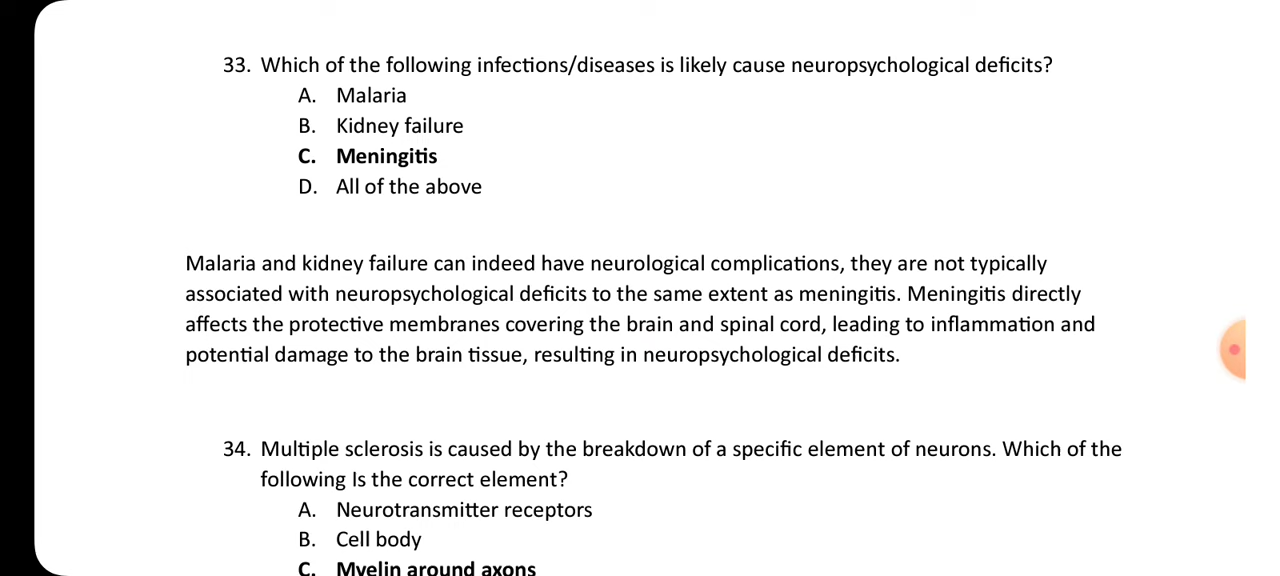 33. Which of the following infections/diseases is likely cause neuropsychological deficits?
A. Malaria
B. Kidney failure
C. Meningitis
D. All of the above
Malaria and kidney failure can indeed have neurological complications, they are not typically
associated with neuropsychological deficits to the same extent as meningitis. Meningitis directly
affects the protective membranes covering the brain and spinal cord, leading to inflammation and
potential damage to the brain tissue, resulting in neuropsychological deficits.
34. Multiple sclerosis is caused by the breakdown of a specific element of neurons. Which of the
following Is the correct element?
A. Neurotransmitter receptors
B. Cell body
C. Myelin around axons